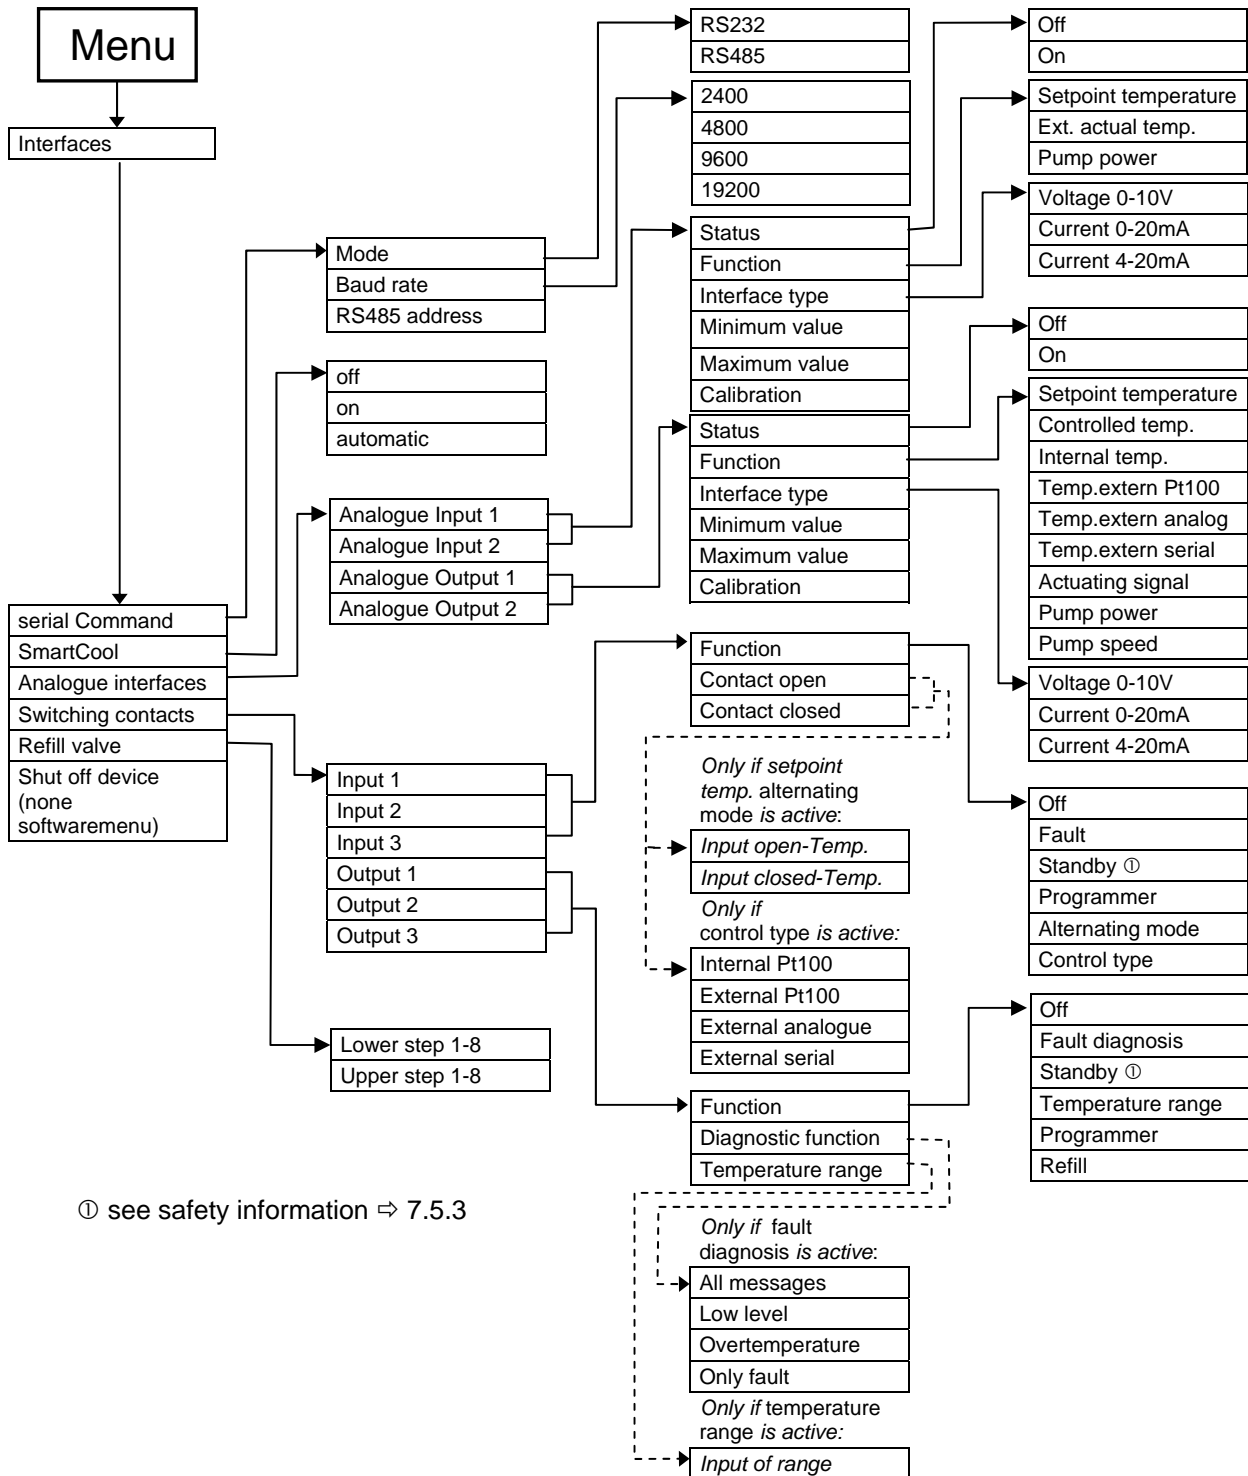 Menu
Interfaces
serial Command
SmartCool
Analogue interfaces
Switching contacts
Refill valve
Shut off device
(none
softwaremenu)
Mode
Baud rate
RS485 address
off
on
automatic
Analogue Input 1
Analogue Input 2
Analogue Output 1
Analogue Output 2
Input 1
Input 2
Input 3
Output 1
Output 2
Output 3
Lower step 1-8
Upper step 1-8
RS232
RS485
2400
4800
9600
19200
Status
Function
Interface type
Minimum value
Maximum value
Calibration
Status
Function
Interface type
Minimum value
Maximum value
Calibration
Function
Contact open
Contact closed
Only if setpoint
temp. alternating
mode is active:
Input open-Temp.
Input closed-Temp.
Only if
control type is active:
Internal Pt100
External Pt100
External analogue
External serial
Function
Diagnostic function
Temperature range
Only if fault
diagnosis is active:
All messages
Low level
Overtemperature
Only fault
Only if temperature
range is active:
Input of range
Off
On
Setpoint temperature
Ext. actual temp.
Pump power
Voltage 0-10V
Current 0-20mA
Current 4-20mA
Off
On
Setpoint temperature
Controlled temp.
Internal temp.
Temp.extern Pt100
Temp.extern analog
Temp.extern serial
Actuating signal
Pump power
Pump speed
Voltage 0-10V
Current 0-20mA
Current 4-20mA
Off
Fault
Standby ①
Programmer
Alternating mode
Control type
Off
Fault diagnosis
Standby ①
Temperature range
Programmer
Refill
① see safety information ⇨ 7.5.3